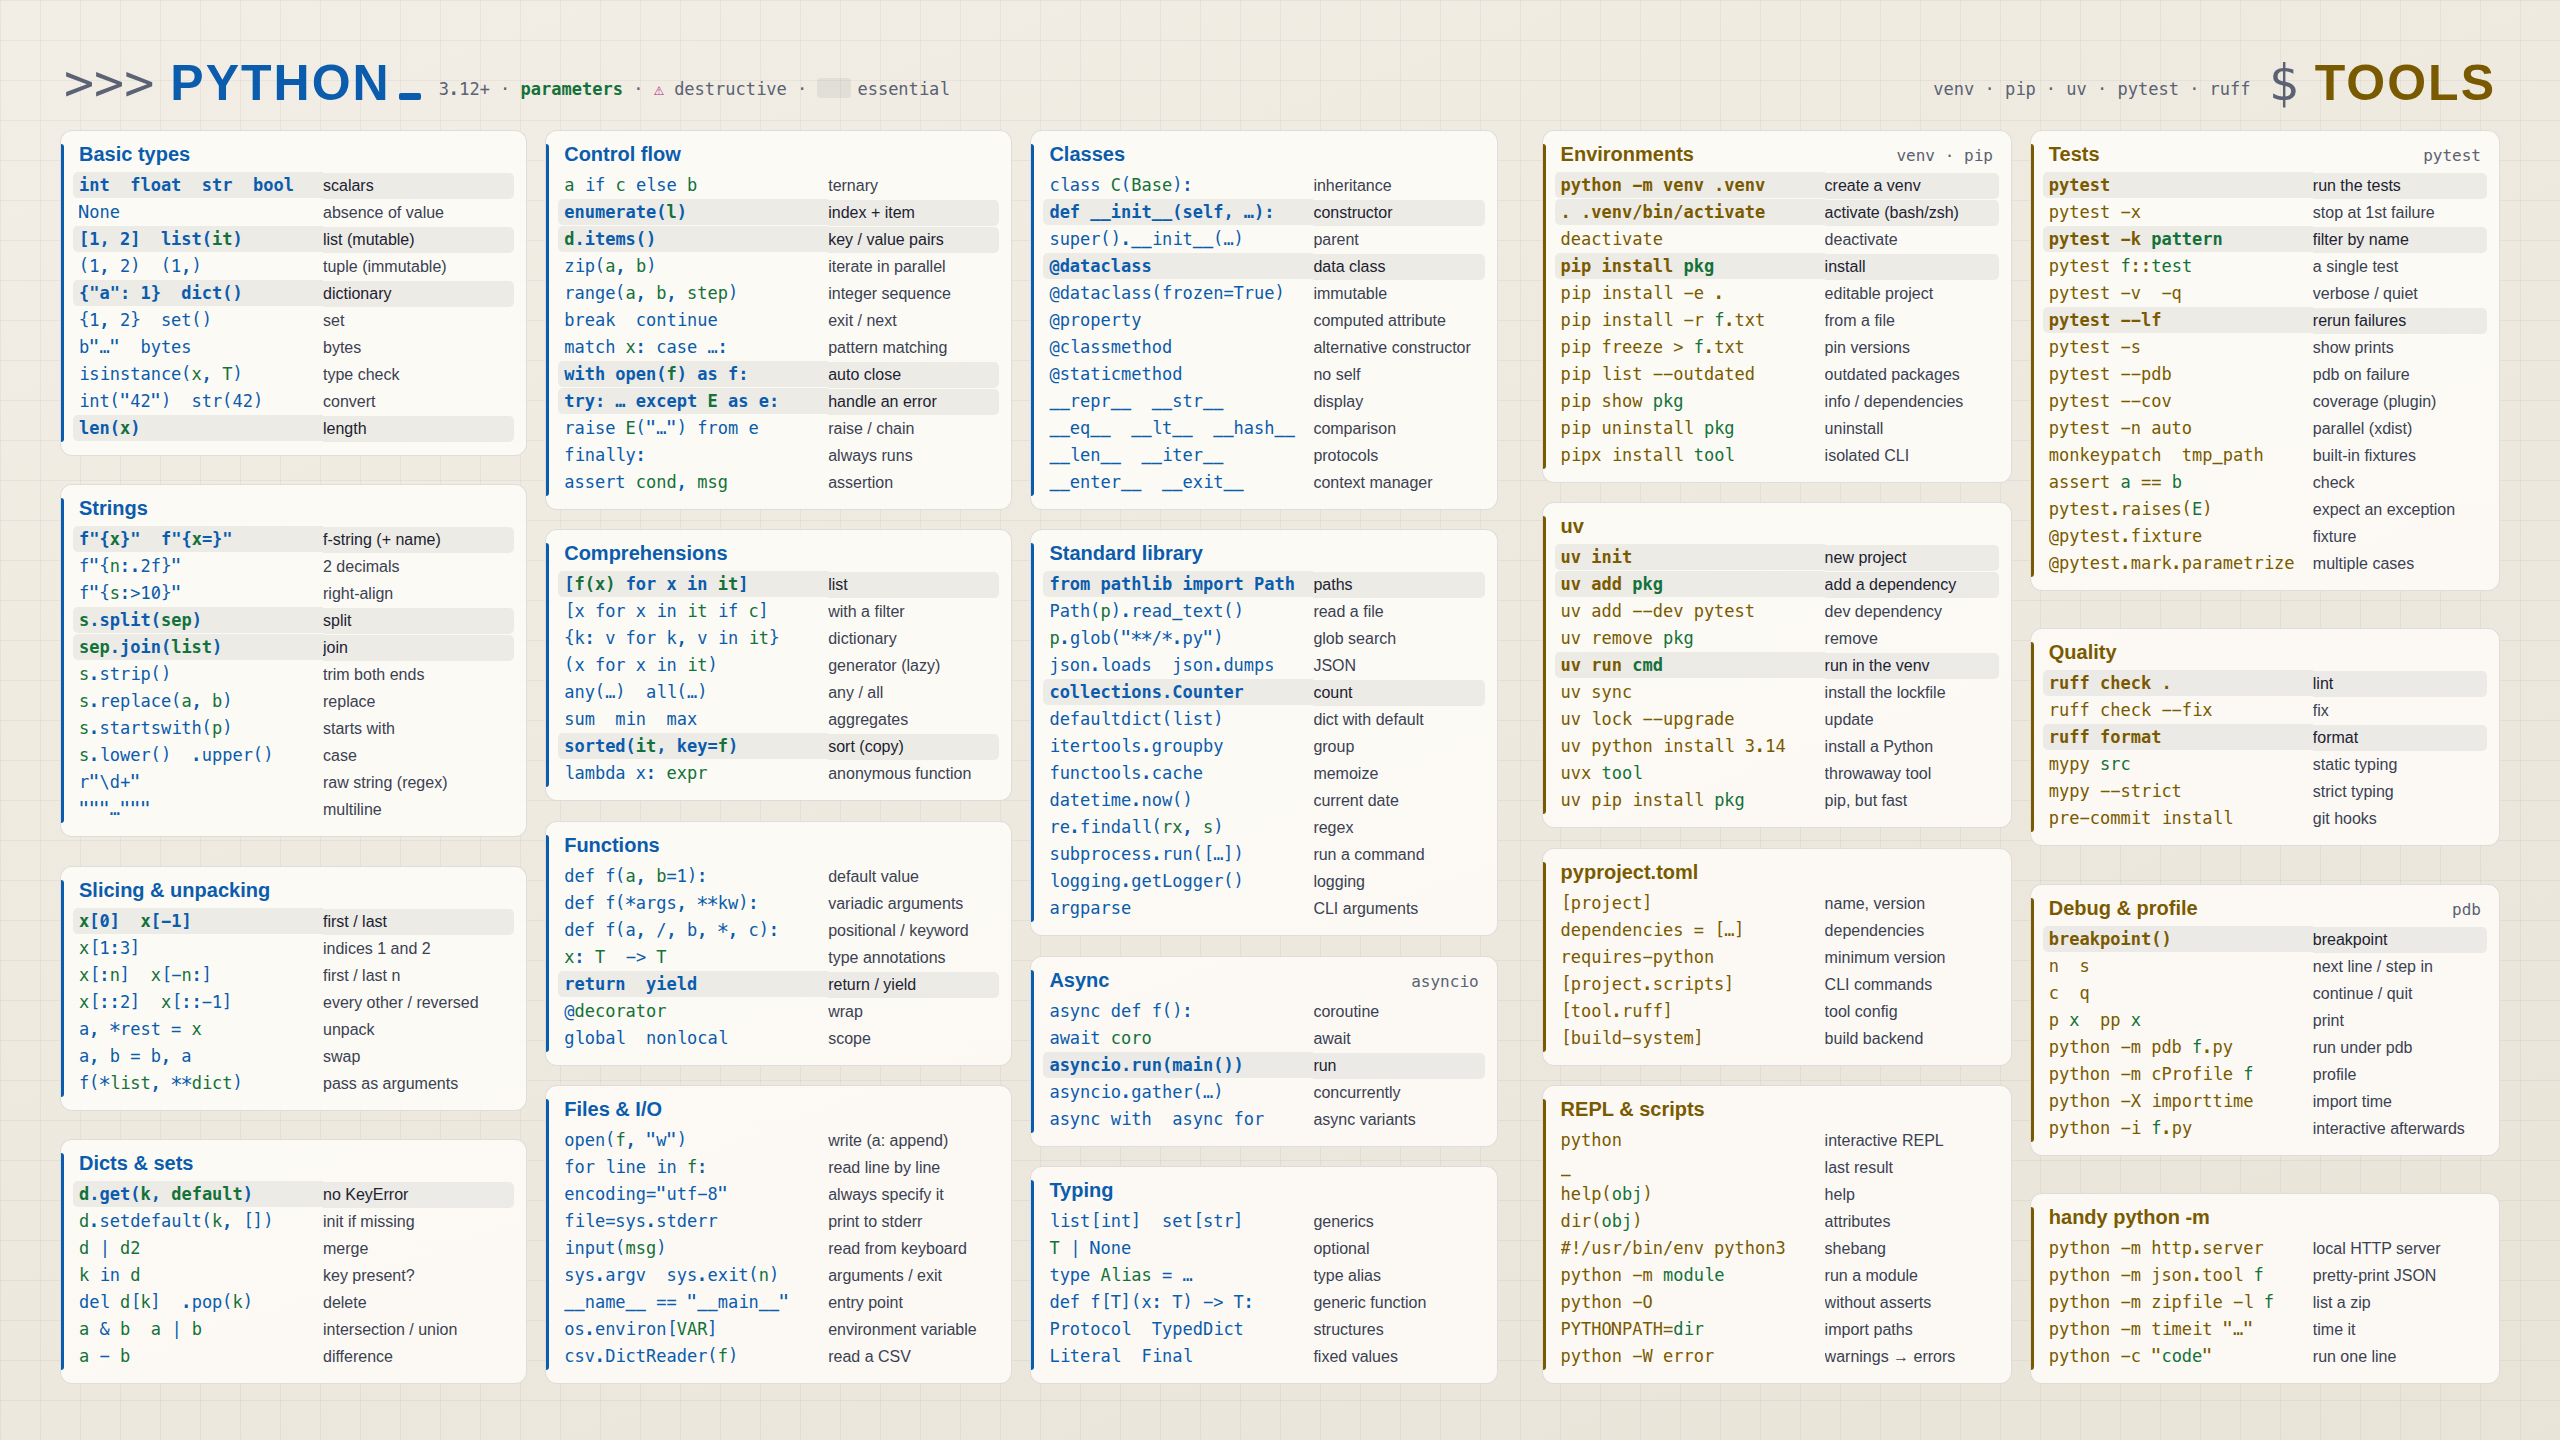 >>> PYTHON_ 3.12+ · parameters · ⚠ destructive · essential
venv · pip · uv · pytest · ruff $ TOOLS
Basic types
int  float  str  bool scalars
None absence of value
[1, 2]  list(it) list (mutable)
(1, 2)  (1,) tuple (immutable)
{"a": 1}  dict() dictionary
{1, 2}  set() set
b"…"  bytes bytes
isinstance(x, T) type check
int("42")  str(42) convert
len(x) length
Strings
f"{x}"  f"{x=}" f-string (+ name)
f"{n:.2f}" 2 decimals
f"{s:>10}" right-align
s.split(sep) split
sep.join(list) join
s.strip() trim both ends
s.replace(a, b) replace
s.startswith(p) starts with
s.lower()  .upper() case
r"\d+" raw string (regex)
"""…""" multiline
Slicing & unpacking
x[0]  x[-1] first / last
x[1:3] indices 1 and 2
x[:n]  x[-n:] first / last n
x[::2]  x[::-1] every other / reversed
a, *rest = x unpack
a, b = b, a swap
f(*list, **dict) pass as arguments
Dicts & sets
d.get(k, default) no KeyError
d.setdefault(k, []) init if missing
d | d2 merge
k in d key present?
del d[k]  .pop(k) delete
a & b  a | b intersection / union
a - b difference
Control flow
a if c else b ternary
enumerate(l) index + item
d.items() key / value pairs
zip(a, b) iterate in parallel
range(a, b, step) integer sequence
break  continue exit / next
match x: case …: pattern matching
with open(f) as f: auto close
try: … except E as e: handle an error
raise E("…") from e raise / chain
finally: always runs
assert cond, msg assertion
Comprehensions
[f(x) for x in it] list
[x for x in it if c] with a filter
{k: v for k, v in it} dictionary
(x for x in it) generator (lazy)
any(…)  all(…) any / all
sum  min  max aggregates
sorted(it, key=f) sort (copy)
lambda x: expr anonymous function
Functions
def f(a, b=1): default value
def f(*args, **kw): variadic arguments
def f(a, /, b, *, c): positional / keyword
x: T  -> T type annotations
return  yield return / yield
@decorator wrap
global  nonlocal scope
Files & I/O
open(f, "w") write (a: append)
for line in f: read line by line
encoding="utf-8" always specify it
file=sys.stderr print to stderr
input(msg) read from keyboard
sys.argv  sys.exit(n) arguments / exit
__name__ == "__main__" entry point
os.environ[VAR] environment variable
csv.DictReader(f) read a CSV
Classes
class C(Base): inheritance
def __init__(self, …): constructor
super().__init__(…) parent
@dataclass data class
@dataclass(frozen=True) immutable
@property computed attribute
@classmethod alternative constructor
@staticmethod no self
__repr__  __str__ display
__eq__  __lt__  __hash__ comparison
__len__  __iter__ protocols
__enter__  __exit__ context manager
Standard library
from pathlib import Path paths
Path(p).read_text() read a file
p.glob("**/*.py") glob search
json.loads  json.dumps JSON
collections.Counter count
defaultdict(list) dict with default
itertools.groupby group
functools.cache memoize
datetime.now() current date
re.findall(rx, s) regex
subprocess.run([…]) run a command
logging.getLogger() logging
argparse CLI arguments
Async asyncio
async def f(): coroutine
await coro await
asyncio.run(main()) run
asyncio.gather(…) concurrently
async with  async for async variants
Typing
list[int]  set[str] generics
T | None optional
type Alias = … type alias
def f[T](x: T) -> T: generic function
Protocol  TypedDict structures
Literal  Final fixed values
Environments venv · pip
python -m venv .venv create a venv
. .venv/bin/activate activate (bash/zsh)
deactivate deactivate
pip install pkg install
pip install -e . editable project
pip install -r f.txt from a file
pip freeze > f.txt pin versions
pip list --outdated outdated packages
pip show pkg info / dependencies
pip uninstall pkg uninstall
pipx install tool isolated CLI
uv
uv init new project
uv add pkg add a dependency
uv add --dev pytest dev dependency
uv remove pkg remove
uv run cmd run in the venv
uv sync install the lockfile
uv lock --upgrade update
uv python install 3.14 install a Python
uvx tool throwaway tool
uv pip install pkg pip, but fast
pyproject.toml
[project] name, version
dependencies = […] dependencies
requires-python minimum version
[project.scripts] CLI commands
[tool.ruff] tool config
[build-system] build backend
REPL & scripts
python interactive REPL
_ last result
help(obj) help
dir(obj) attributes
#!/usr/bin/env python3 shebang
python -m module run a module
python -O without asserts
PYTHONPATH=dir import paths
python -W error warnings → errors
Tests pytest
pytest run the tests
pytest -x stop at 1st failure
pytest -k pattern filter by name
pytest f::test a single test
pytest -v  -q verbose / quiet
pytest --lf rerun failures
pytest -s show prints
pytest --pdb pdb on failure
pytest --cov coverage (plugin)
pytest -n auto parallel (xdist)
monkeypatch  tmp_path built-in fixtures
assert a == b check
pytest.raises(E) expect an exception
@pytest.fixture fixture
@pytest.mark.parametrize multiple cases
Quality
ruff check . lint
ruff check --fix fix
ruff format format
mypy src static typing
mypy --strict strict typing
pre-commit install git hooks
Debug & profile pdb
breakpoint() breakpoint
n  s next line / step in
c  q continue / quit
p x  pp x print
python -m pdb f.py run under pdb
python -m cProfile f profile
python -X importtime import time
python -i f.py interactive afterwards
handy python -m
python -m http.server local HTTP server
python -m json.tool f pretty-print JSON
python -m zipfile -l f list a zip
python -m timeit "…" time it
python -c "code" run one line